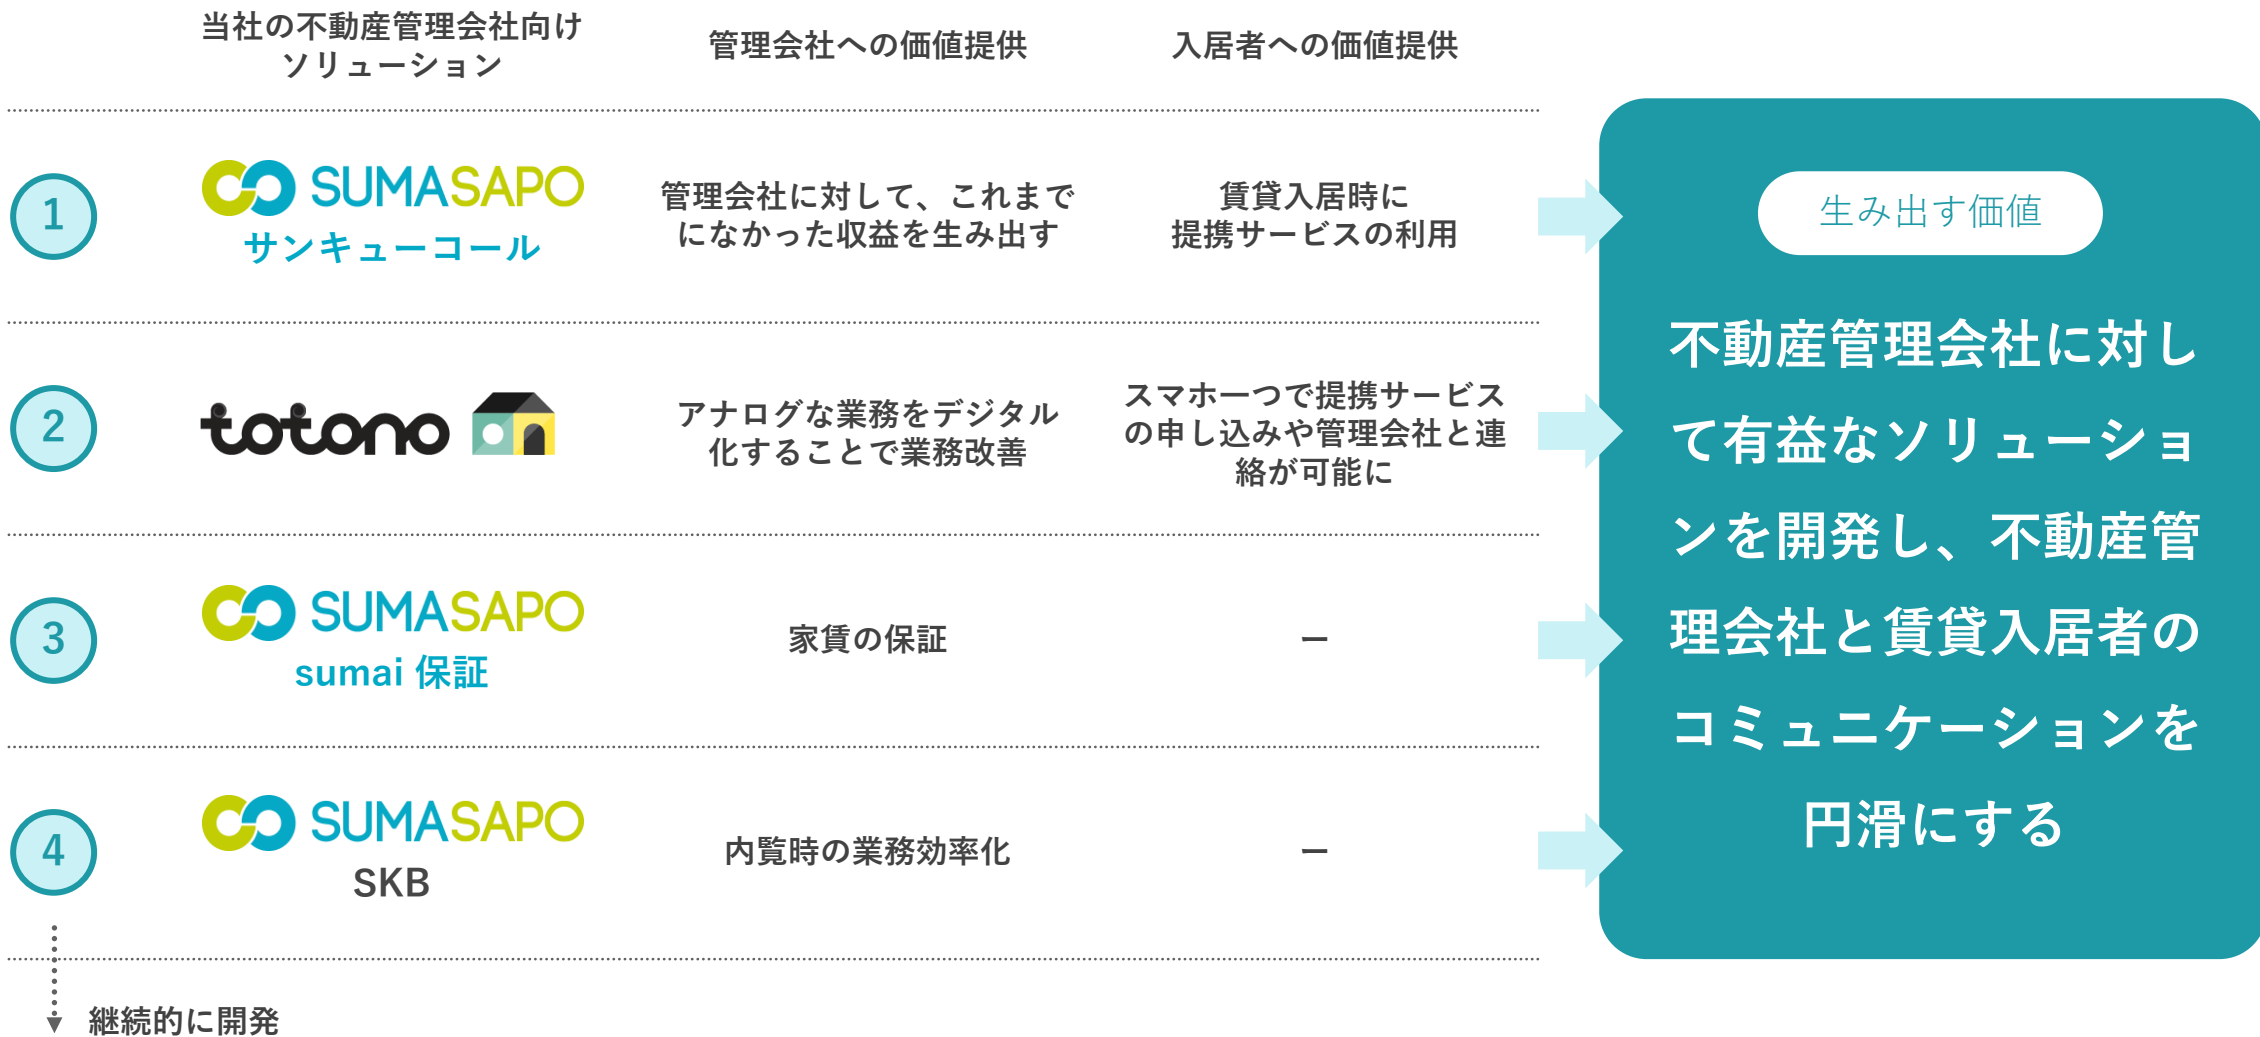 当社の不動産管理会社向け
ソリューション
管理会社への価値提供
入居者への価値提供
1
SUMASAPO
サンキューコール
管理会社に対して、これまで
になかった収益を生み出す
賃貸入居時に
提携サービスの利用
2
totono
アナログな業務をデジタル
化することで業務改善
スマホ一つで提携サービス
の申し込みや管理会社と連
絡が可能に
3
SUMASAPO
sumai 保証
家賃の保証
ー
4
SUMASAPO
SKB
内覧時の業務効率化
ー
継続的に開発
生み出す価値
不動産管理会社に対し
て有益なソリューショ
ンを開発し、不動産管
理会社と賃貸入居者の
コミュニケーションを
円滑にする